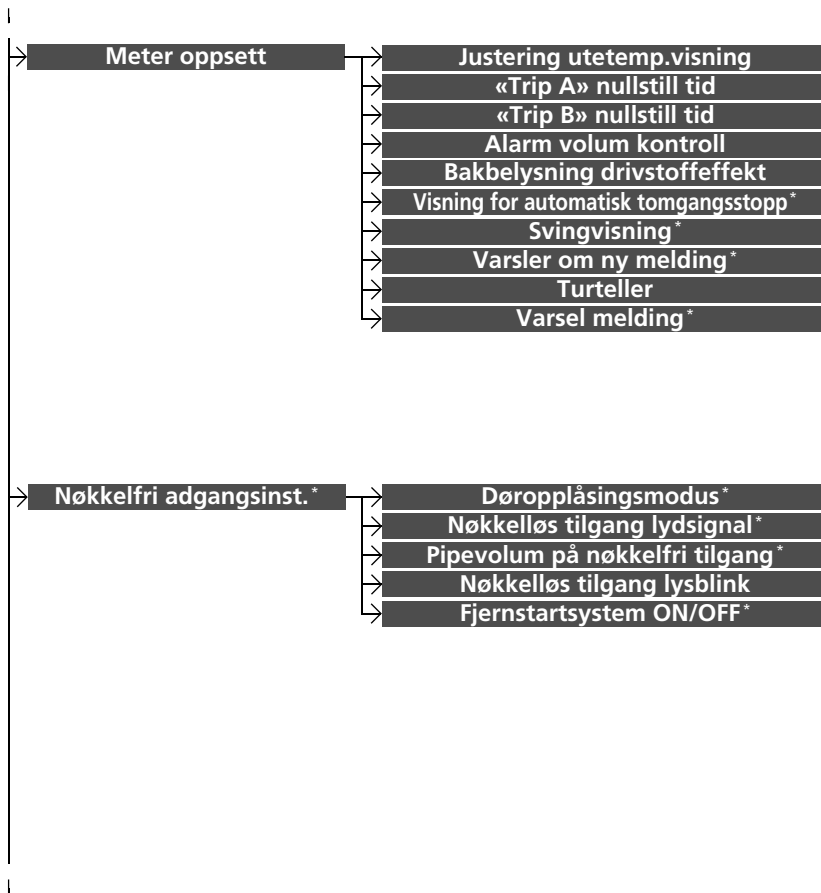 Meter oppsett
Justering utetemp.visning
«Trip A» nullstill tid
«Trip B» nullstill tid
Alarm volum kontroll
Bakbelysning drivstoffeffekt
Visning for automatisk tomgangsstopp*
Svingvisning*
Varsler om ny melding*
Turteller
Varsel melding*
Nøkkelfri adgangsinst.*
Døropplåsingsmodus*
Nøkkelløs tilgang lydsignal*
Pipevolum på nøkkelfri tilgang*
Nøkkelløs tilgang lysblink
Fjernstartsystem ON/OFF*